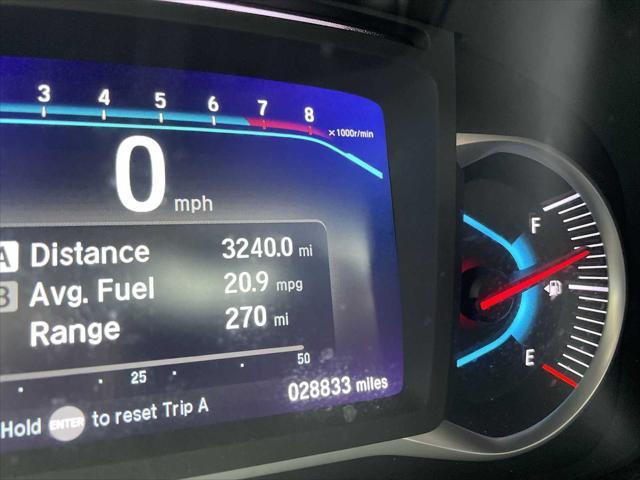 3 4 5 6 7 8
×1000r/min
0 mph
A Distance 3240.0 mi
B Avg. Fuel 20.9 mpg
Range 270 mi
25 50
028833 miles
Hold ENTER to reset Trip A
F
E